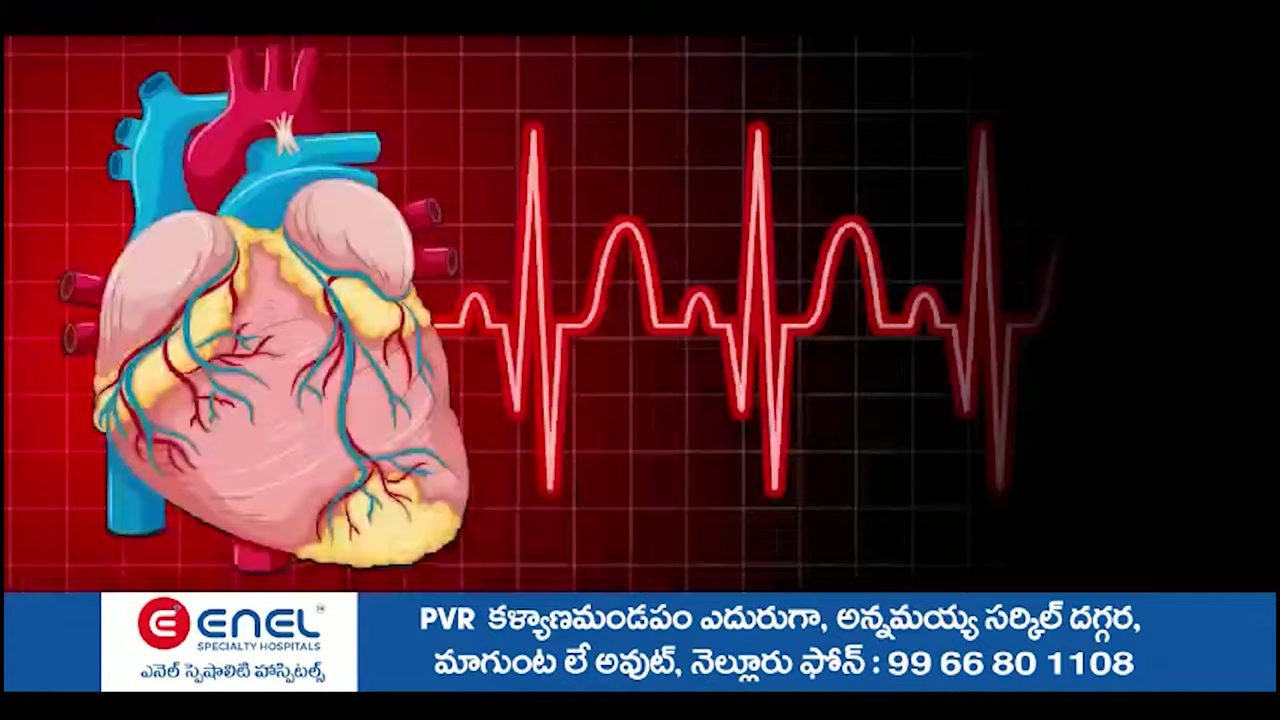 ENEL
SPECIALTY HOSPITALS
ఎనెల్ స్పెషాలిటి హాస్పిటల్స్
PVR కళ్యాణమండపం ఎదురుగా, అన్నమయ్య సర్కిల్ దగ్గర,
మాగుంట లే అవుట్, నెల్లూరు ఫోన్ : 99 66 80 1108